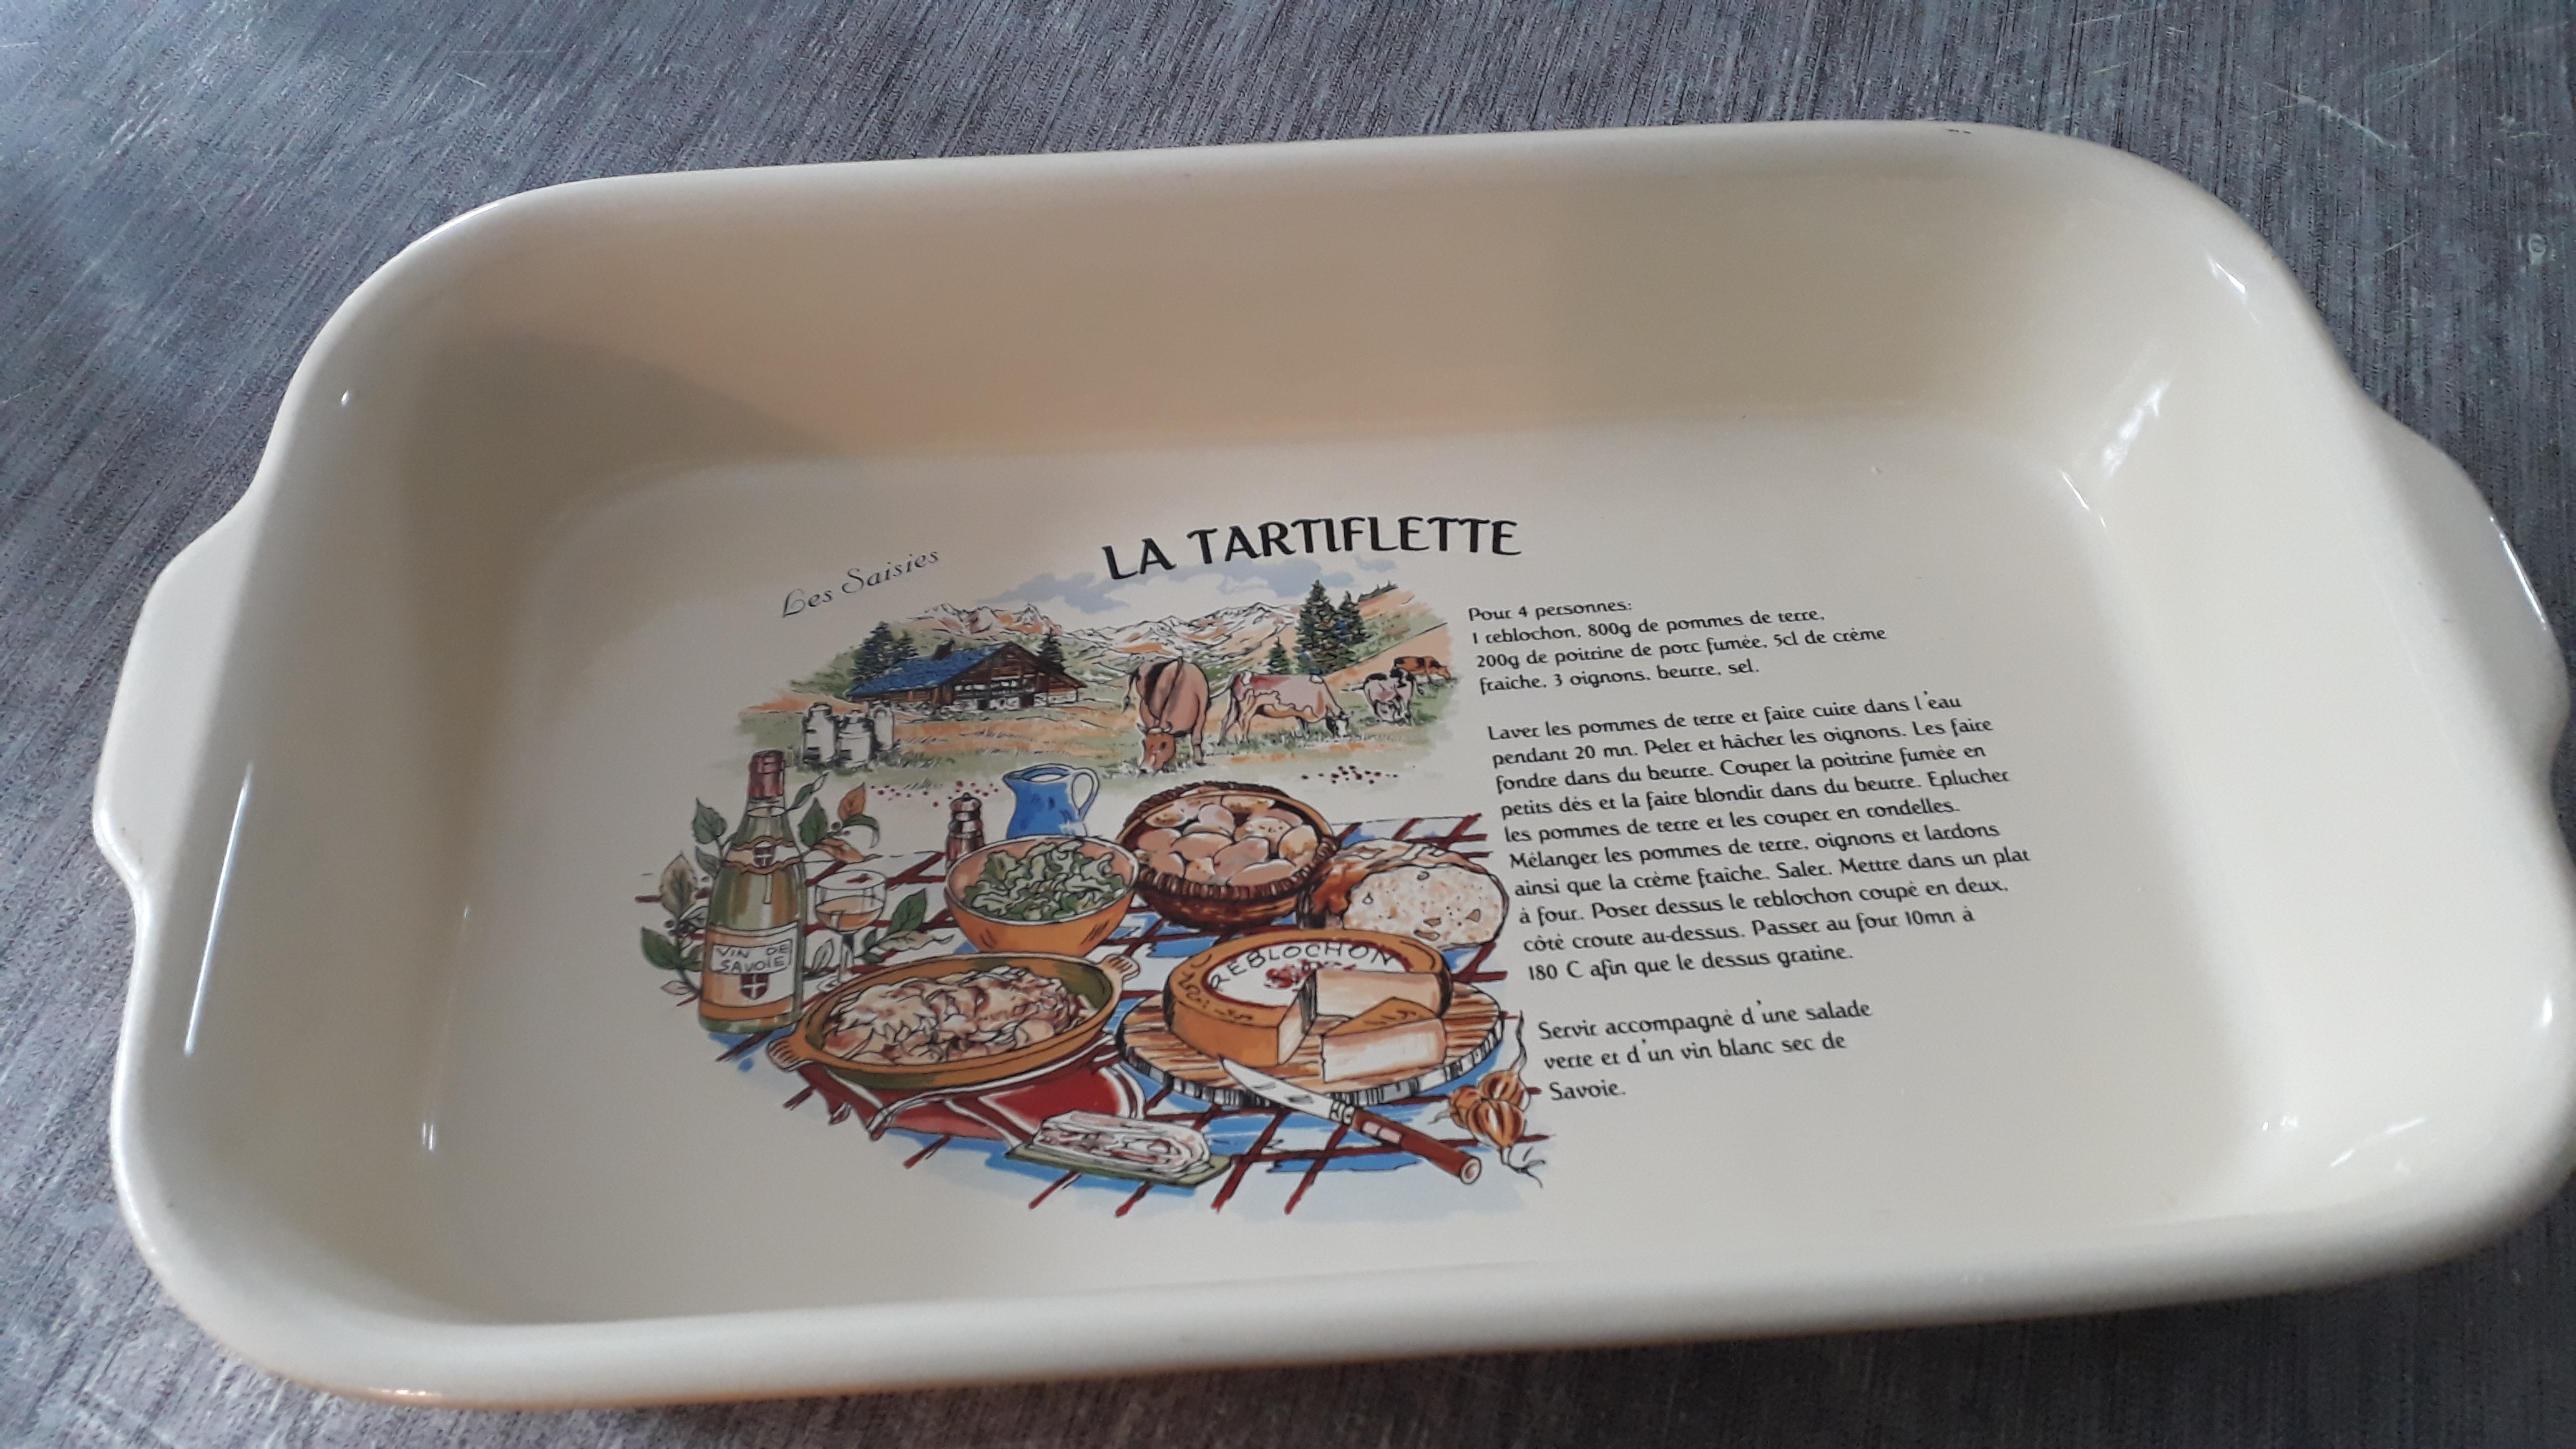 Les Saisies
LA TARTIFLETTE
Pour 4 personnes:
1 reblochon, 800g de pommes de terre,
200g de poitrine de porc fumée, 5cl de crème
fraiche, 3 oignons, beurre, sel.
Laver les pommes de terre et faire cuire dans l'eau
pendant 20 mn. Peler et hâcher les oignons. Les faire
fondre dans du beurre. Couper la poitrine fumée en
petits dés et la faire blondir dans du beurre. Eplucher
les pommes de terre et les couper en rondelles.
Mélanger les pommes de terre, oignons et lardons
ainsi que la crème fraiche. Saler. Mettre dans un plat
à four. Poser dessus le reblochon coupé en deux,
côté croute au-dessus. Passer au four 10mn à
180 C afin que le dessus gratine.
Servir accompagné d'une salade
verte et d'un vin blanc sec de
Savoie.
VIN DE
SAVOIE
REBLOCHON